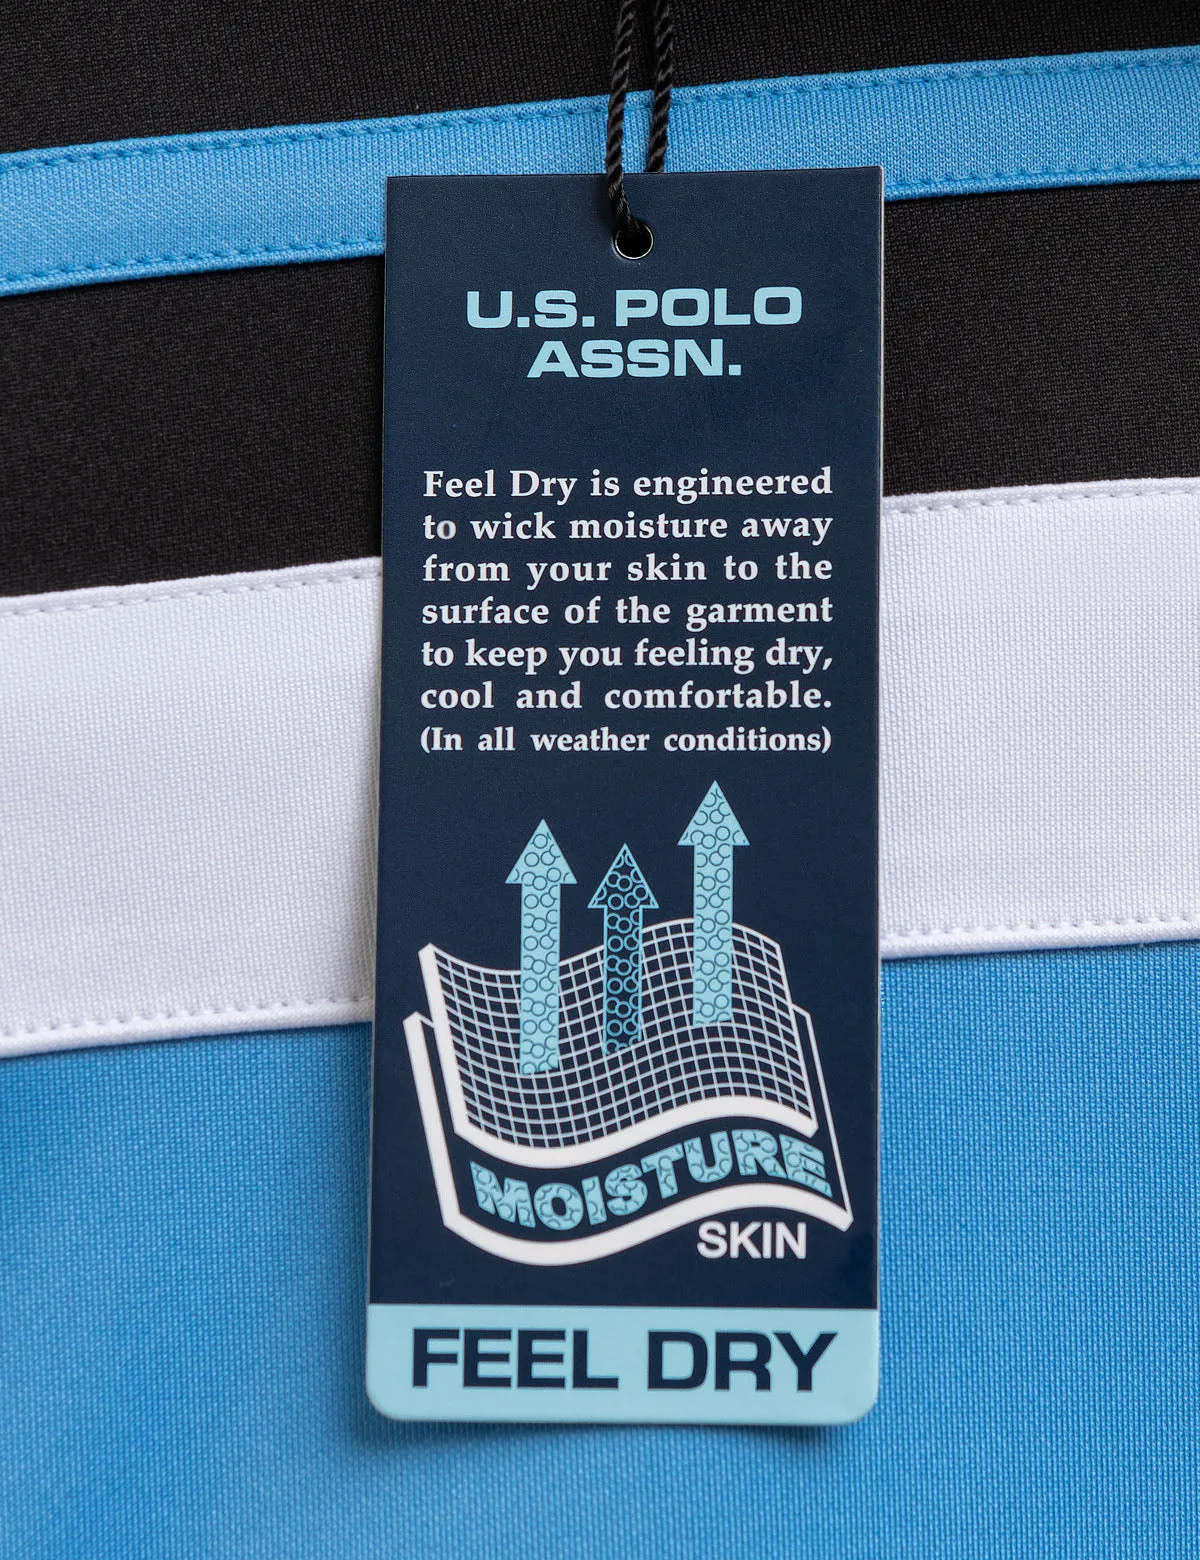 U.S. POLO
ASSN.
Feel Dry is engineered
to wick moisture away
from your skin to the
surface of the garment
to keep you feeling dry,
cool and comfortable.
(In all weather conditions)
MOISTURE
SKIN
FEEL DRY